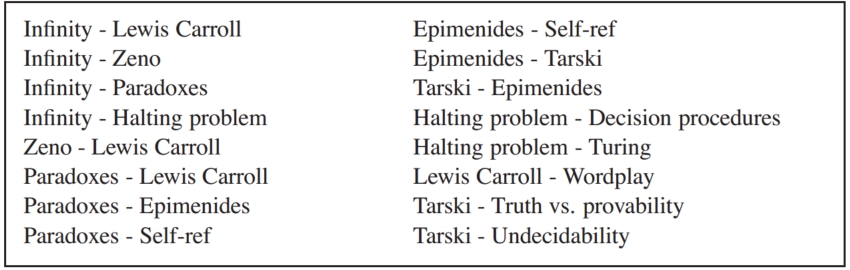 Infinity - Lewis Carroll
Infinity - Zeno
Infinity - Paradoxes
Infinity - Halting problem
Zeno - Lewis Carroll
Paradoxes - Lewis Carroll
Paradoxes - Epimenides
Paradoxes - Self-ref
Epimenides - Self-ref
Epimenides - Tarski
Tarski - Epimenides
Halting problem - Decision procedures
Halting problem - Turing
Lewis Carroll - Wordplay
Tarski - Truth vs. provability
Tarski - Undecidability